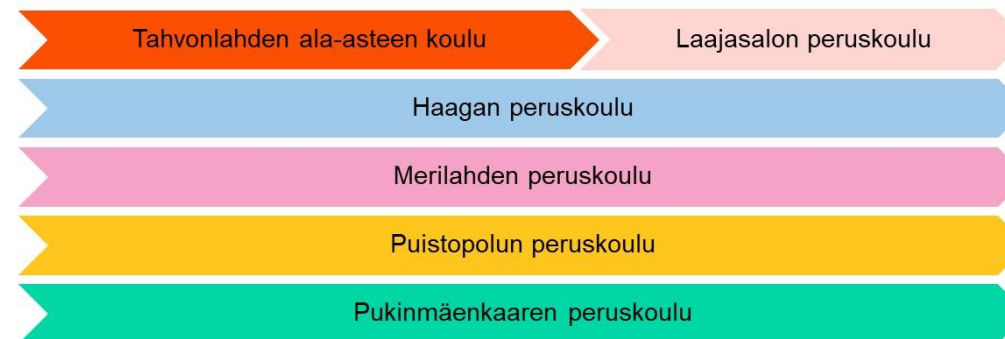 Tahvonlahden ala-asteen koulu
Laajasalon peruskoulu
Haagan peruskoulu
Merilahden peruskoulu
Puistopolun peruskoulu
Pukinmäenkaaren peruskoulu